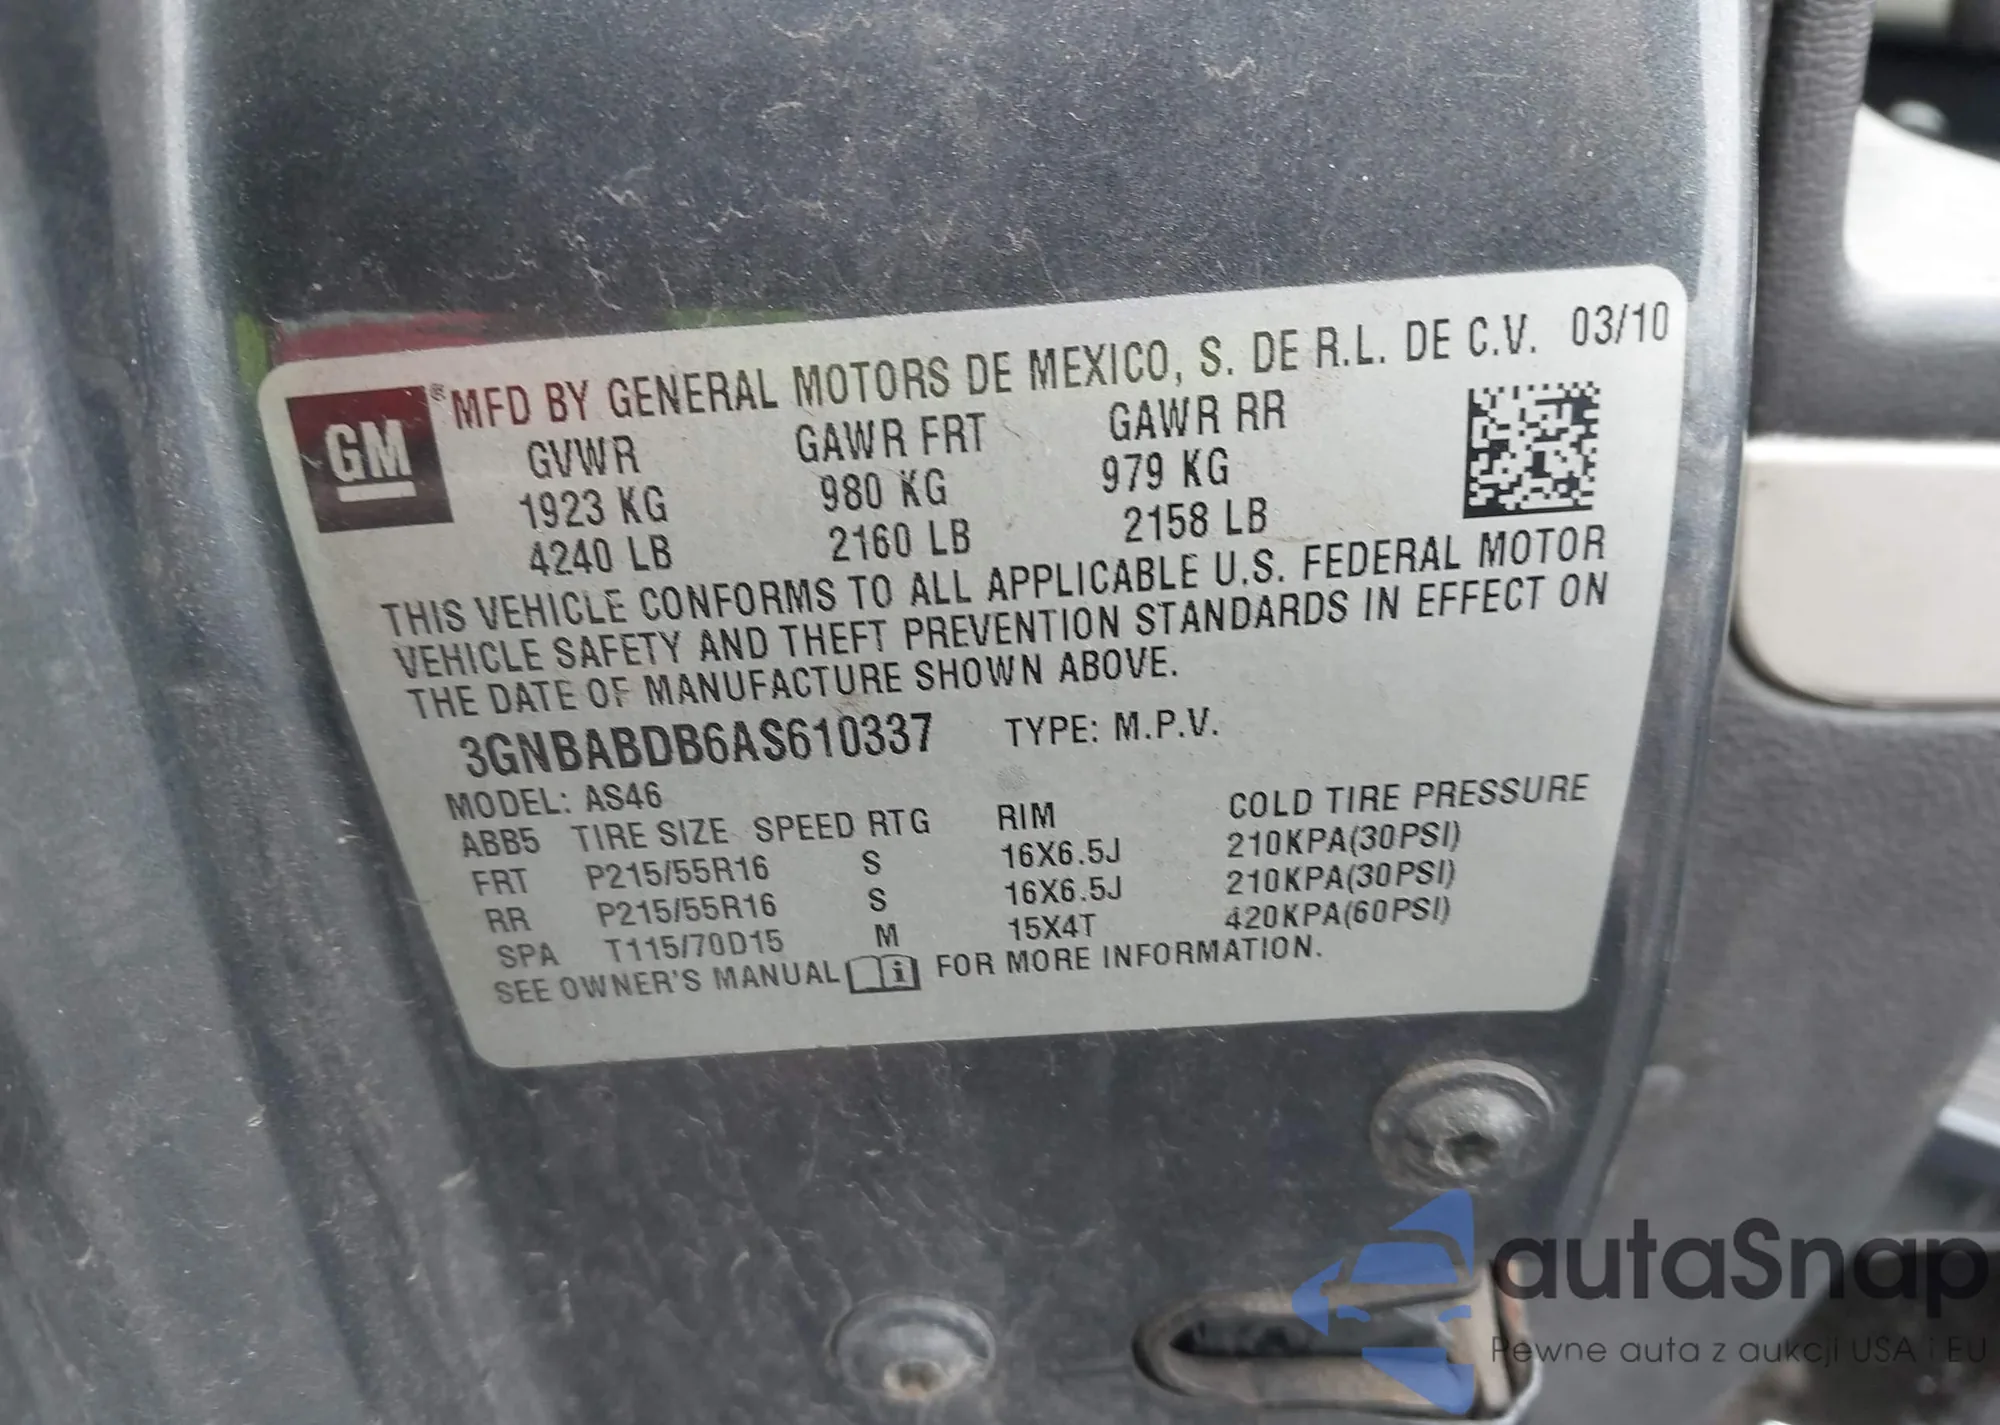 GM
® MFD BY GENERAL MOTORS DE MEXICO, S. DE R.L. DE C.V. 03/10
GVWR GAWR FRT GAWR RR
1923 KG 980 KG 979 KG
4240 LB 2160 LB 2158 LB
THIS VEHICLE CONFORMS TO ALL APPLICABLE U.S. FEDERAL MOTOR
VEHICLE SAFETY AND THEFT PREVENTION STANDARDS IN EFFECT ON
THE DATE OF MANUFACTURE SHOWN ABOVE.
3GNBABDB6AS610337 TYPE: M.P.V.
MODEL: AS46
ABB5 TIRE SIZE SPEED RTG RIM COLD TIRE PRESSURE
FRT P215/55R16 S 16X6.5J 210KPA(30PSI)
RR P215/55R16 S 16X6.5J 210KPA(30PSI)
SPA T115/70D15 M 15X4T 420KPA(60PSI)
SEE OWNER'S MANUAL FOR MORE INFORMATION.
autaSnap
Pewne auta z aukcji USA i EU